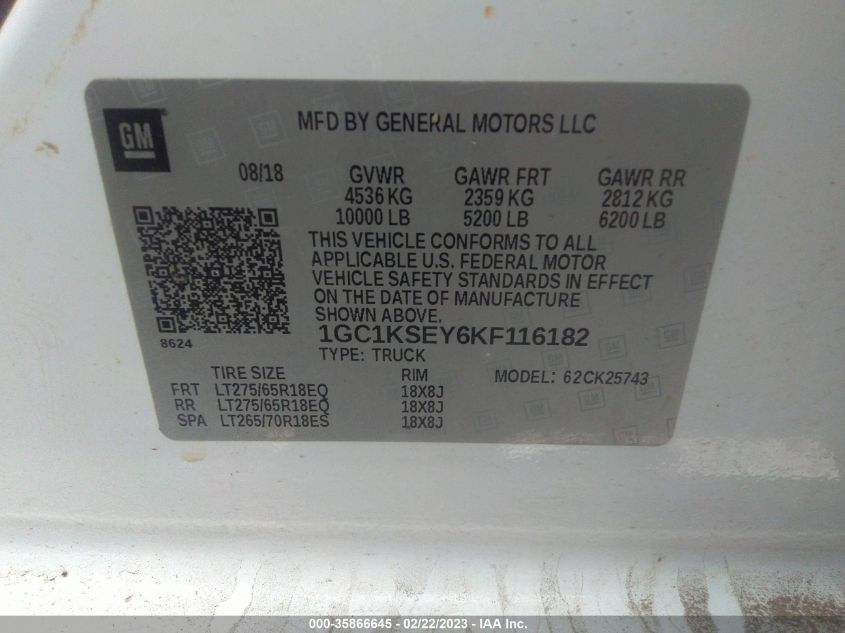 GM
MFD BY GENERAL MOTORS LLC
08/18 GVWR GAWR FRT GAWR RR
4536 KG 2359 KG 2812 KG
10000 LB 5200 LB 6200 LB
THIS VEHICLE CONFORMS TO ALL
APPLICABLE U.S. FEDERAL MOTOR
VEHICLE SAFETY STANDARDS IN EFFECT
ON THE DATE OF MANUFACTURE
SHOWN ABOVE.
8624
1GC1KSEY6KF116182
TYPE: TRUCK
TIRE SIZE RIM MODEL: 62CK25743
FRT LT275/65R18EQ 18X8J
RR LT275/65R18EQ 18X8J
SPA LT265/70R18ES 18X8J
000-35866645 - 02/22/2023 - IAA Inc.